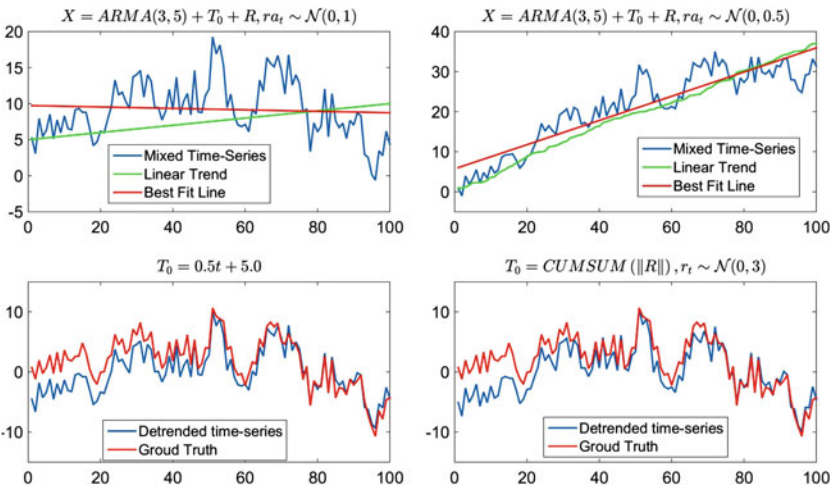 X = ARMA(3, 5) + T₀ + R, ra_t ∼ 𝒩(0, 1)
20
15
10
5
0
-5
0 20 40 60 80 100
Mixed Time-Series
Linear Trend
Best Fit Line
X = ARMA(3, 5) + T₀ + R, ra_t ∼ 𝒩(0, 0.5)
40
30
20
10
0
0 20 40 60 80 100
Mixed Time-Series
Linear Trend
Best Fit Line
T₀ = 0.5t + 5.0
10
0
-10
0 20 40 60 80 100
Detrended time-series
Groud Truth
T₀ = CUMSUM (‖R‖) , r_t ∼ 𝒩(0, 3)
10
0
-10
0 20 40 60 80 100
Detrended time-series
Groud Truth